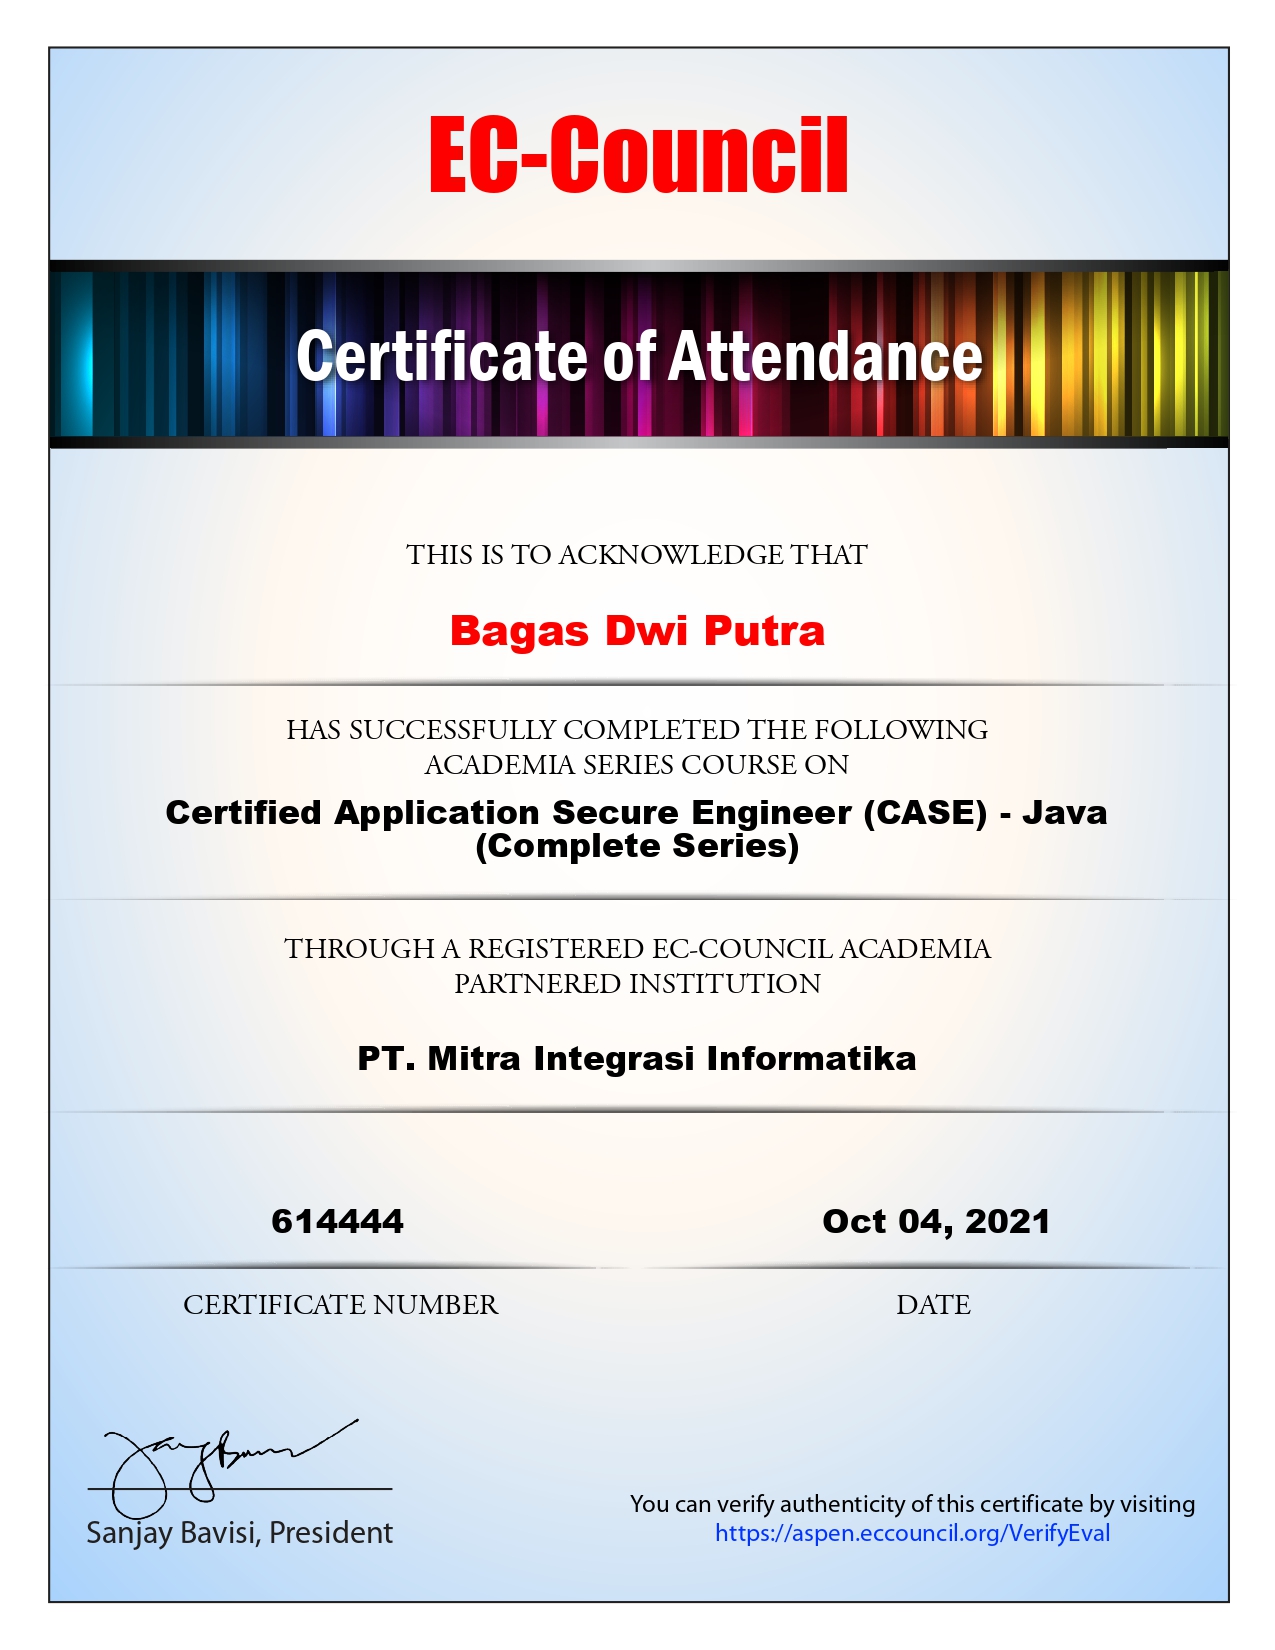 EC-Council
Certificate of Attendance
THIS IS TO ACKNOWLEDGE THAT
Bagas Dwi Putra
HAS SUCCESSFULLY COMPLETED THE FOLLOWING
ACADEMIA SERIES COURSE ON
Certified Application Secure Engineer (CASE) - Java
(Complete Series)
THROUGH A REGISTERED EC-COUNCIL ACADEMIA
PARTNERED INSTITUTION
PT. Mitra Integrasi Informatika
614444
CERTIFICATE NUMBER
Oct 04, 2021
DATE
Sanjay Bavisi, President
You can verify authenticity of this certificate by visiting
https://aspen.eccouncil.org/VerifyEval